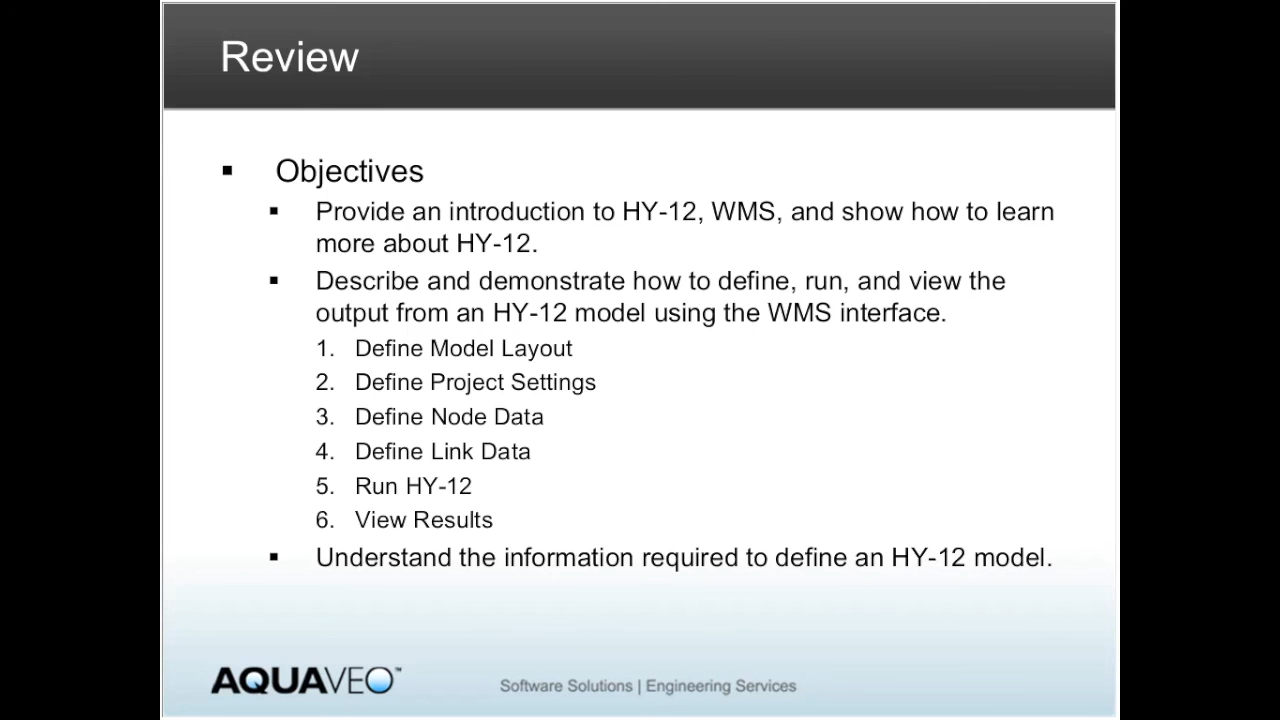 Review
Objectives
Provide an introduction to HY-12, WMS, and show how to learn
more about HY-12.
Describe and demonstrate how to define, run, and view the
output from an HY-12 model using the WMS interface.
1. Define Model Layout
2. Define Project Settings
3. Define Node Data
4. Define Link Data
5. Run HY-12
6. View Results
Understand the information required to define an HY-12 model.
AQUAVEO™
Software Solutions | Engineering Services